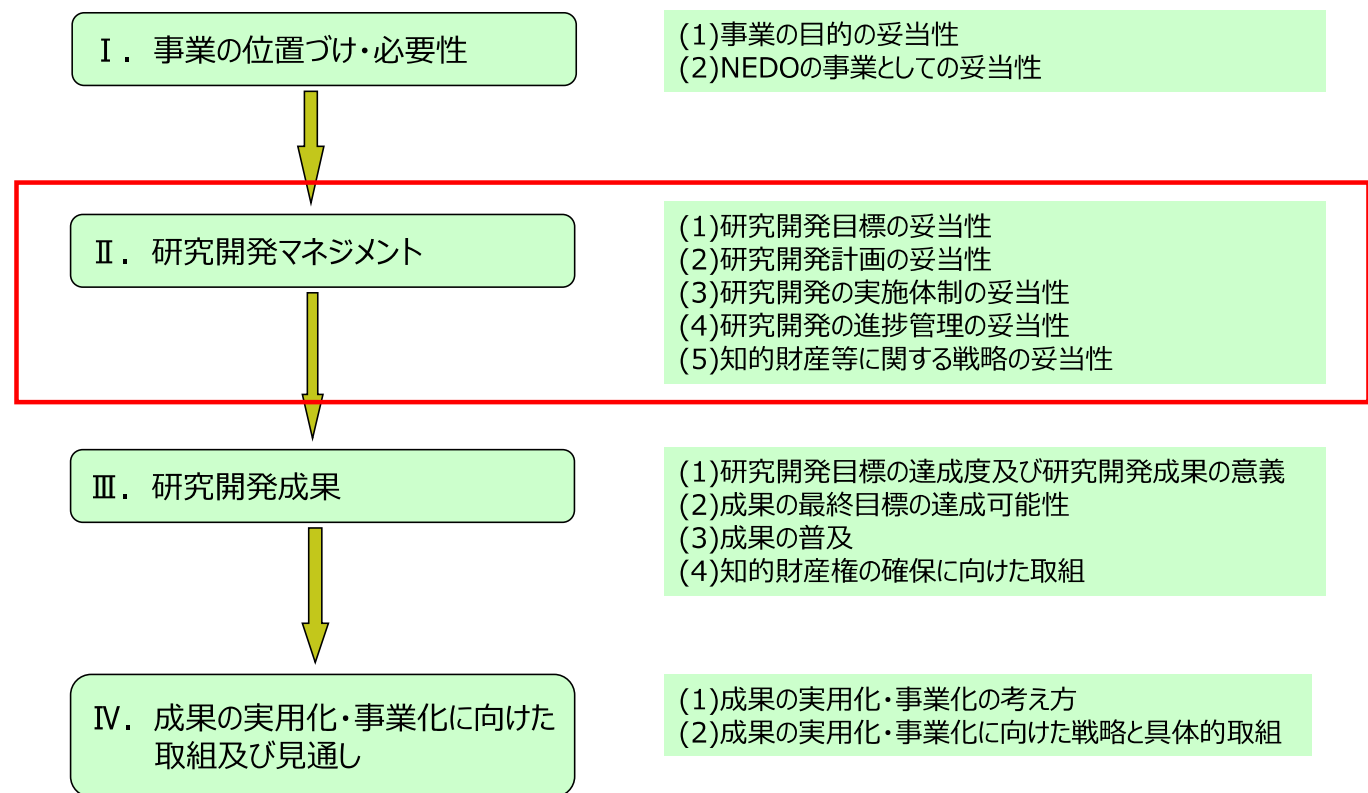 Ⅰ．事業の位置づけ・必要性
(1)事業の目的の妥当性
(2)NEDOの事業としての妥当性
Ⅱ．研究開発マネジメント
(1)研究開発目標の妥当性
(2)研究開発計画の妥当性
(3)研究開発の実施体制の妥当性
(4)研究開発の進捗管理の妥当性
(5)知的財産等に関する戦略の妥当性
Ⅲ．研究開発成果
(1)研究開発目標の達成度及び研究開発成果の意義
(2)成果の最終目標の達成可能性
(3)成果の普及
(4)知的財産権の確保に向けた取組
Ⅳ．成果の実用化・事業化に向けた
取組及び見通し
(1)成果の実用化・事業化の考え方
(2)成果の実用化・事業化に向けた戦略と具体的取組